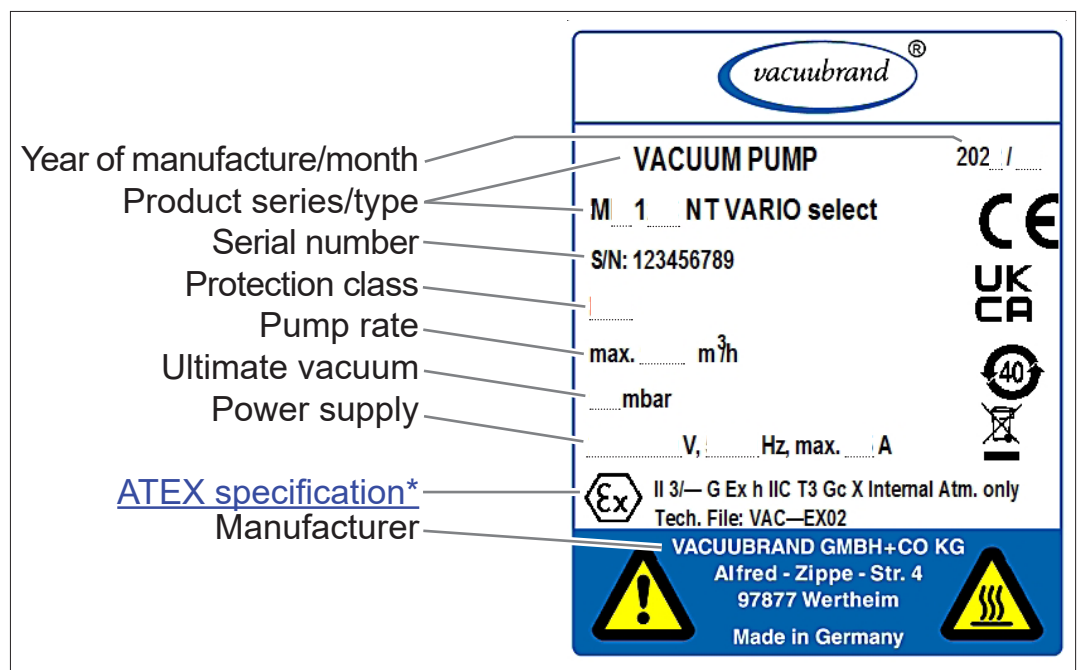 vacuubrand
®
Year of manufacture/month
Product series/type
Serial number
Protection class
Pump rate
Ultimate vacuum
Power supply
ATEX specification*
Manufacturer
VACUUM PUMP 202 /
M 1 NT VARIO select
S/N: 123456789
max. m³/h
mbar
V, Hz, max. A
CE
UK
CA
40
Ex
II 3/— G Ex h IIC T3 Gc X Internal Atm. only
Tech. File: VAC—EX02
VACUUBRAND GMBH+CO KG
Alfred - Zippe - Str. 4
97877 Wertheim
Made in Germany